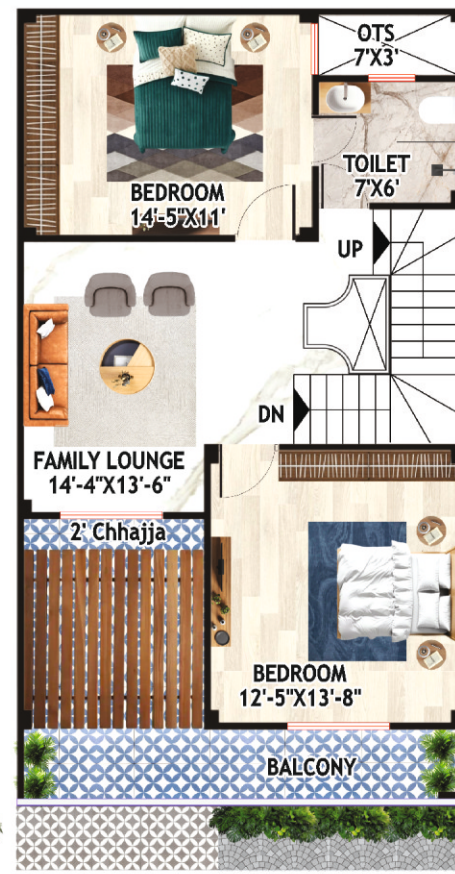 OTS
7'X3'
TOILET
7'X6'
BEDROOM
14'-5"X11'
UP
DN
FAMILY LOUNGE
14'-4"X13'-6"
2' Chhajja
BEDROOM
12'-5"X13'-8"
BALCONY